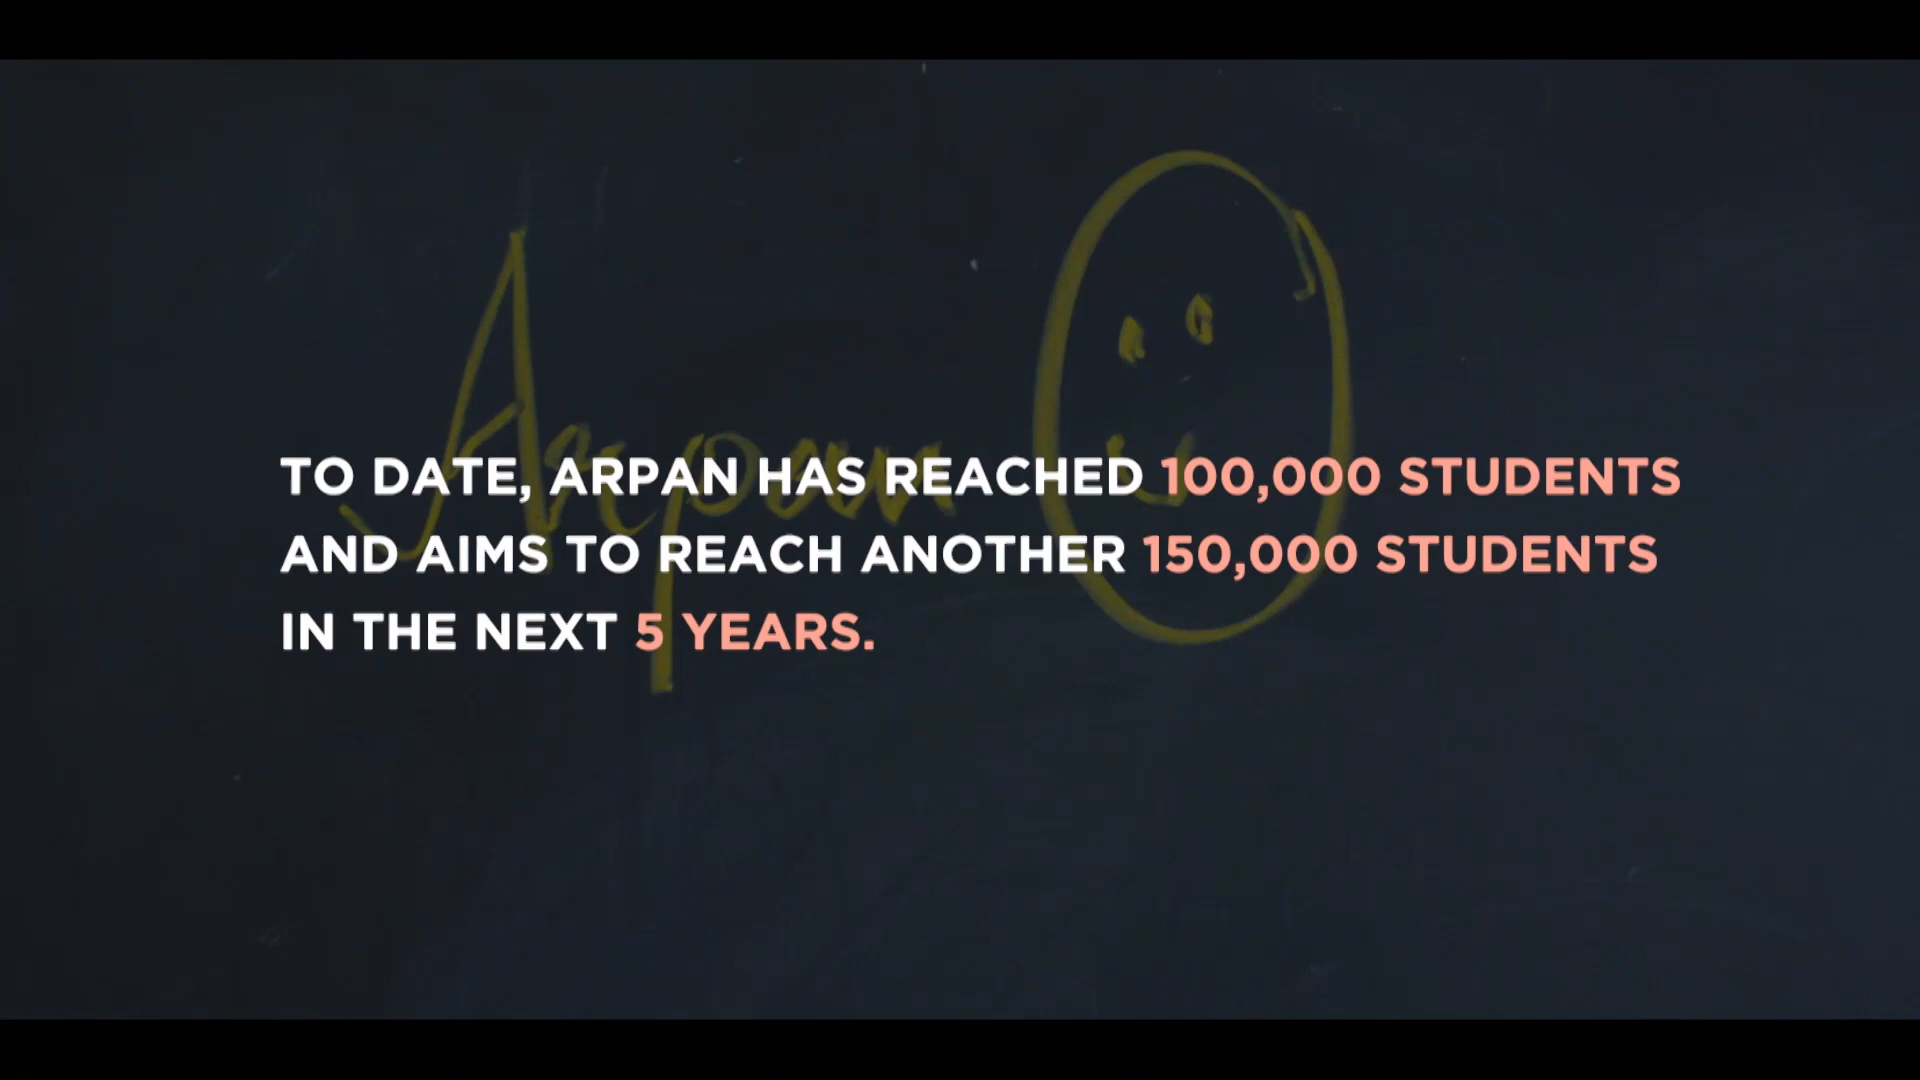 Arpan
TO DATE, ARPAN HAS REACHED 100,000 STUDENTS
AND AIMS TO REACH ANOTHER 150,000 STUDENTS
IN THE NEXT 5 YEARS.